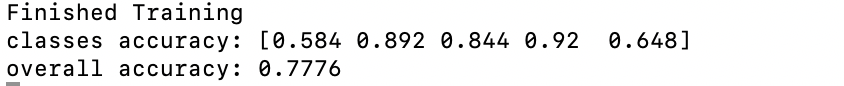 Finished Training
classes accuracy: [0.584 0.892 0.844 0.92  0.648]
overall accuracy: 0.7776